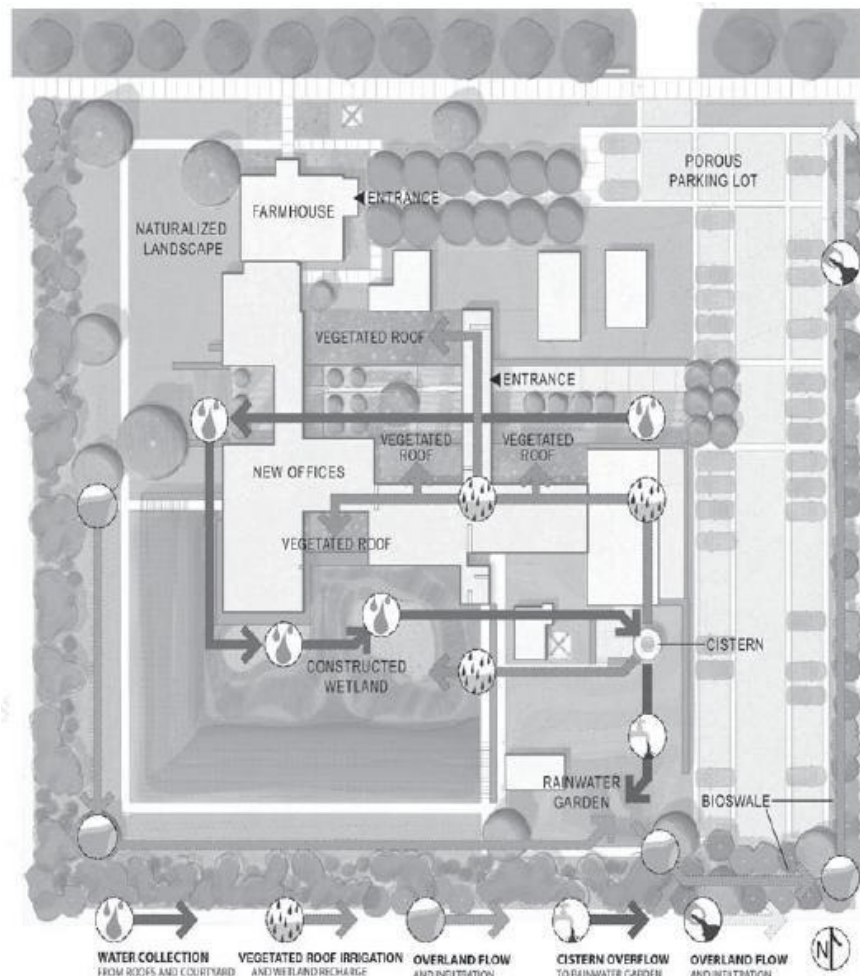 POROUS
PARKING LOT
ENTRANCE
FARMHOUSE
NATURALIZED
LANDSCAPE
VEGETATED ROOF
ENTRANCE
VEGETATED
ROOF
VEGETATED
ROOF
NEW OFFICES
VEGETATED ROOF
CISTERN
CONSTRUCTED
WETLAND
RAINWATER
GARDEN
BIOSWALE
WATER COLLECTION
FROM ROOFS AND COURTYARD
VEGETATED ROOF IRRIGATION
AND WETLAND RECHARGE
OVERLAND FLOW
AND INFILTRATION
CISTERN OVERFLOW
TO RAINWATER GARDEN
OVERLAND FLOW
AND INFILTRATION
N